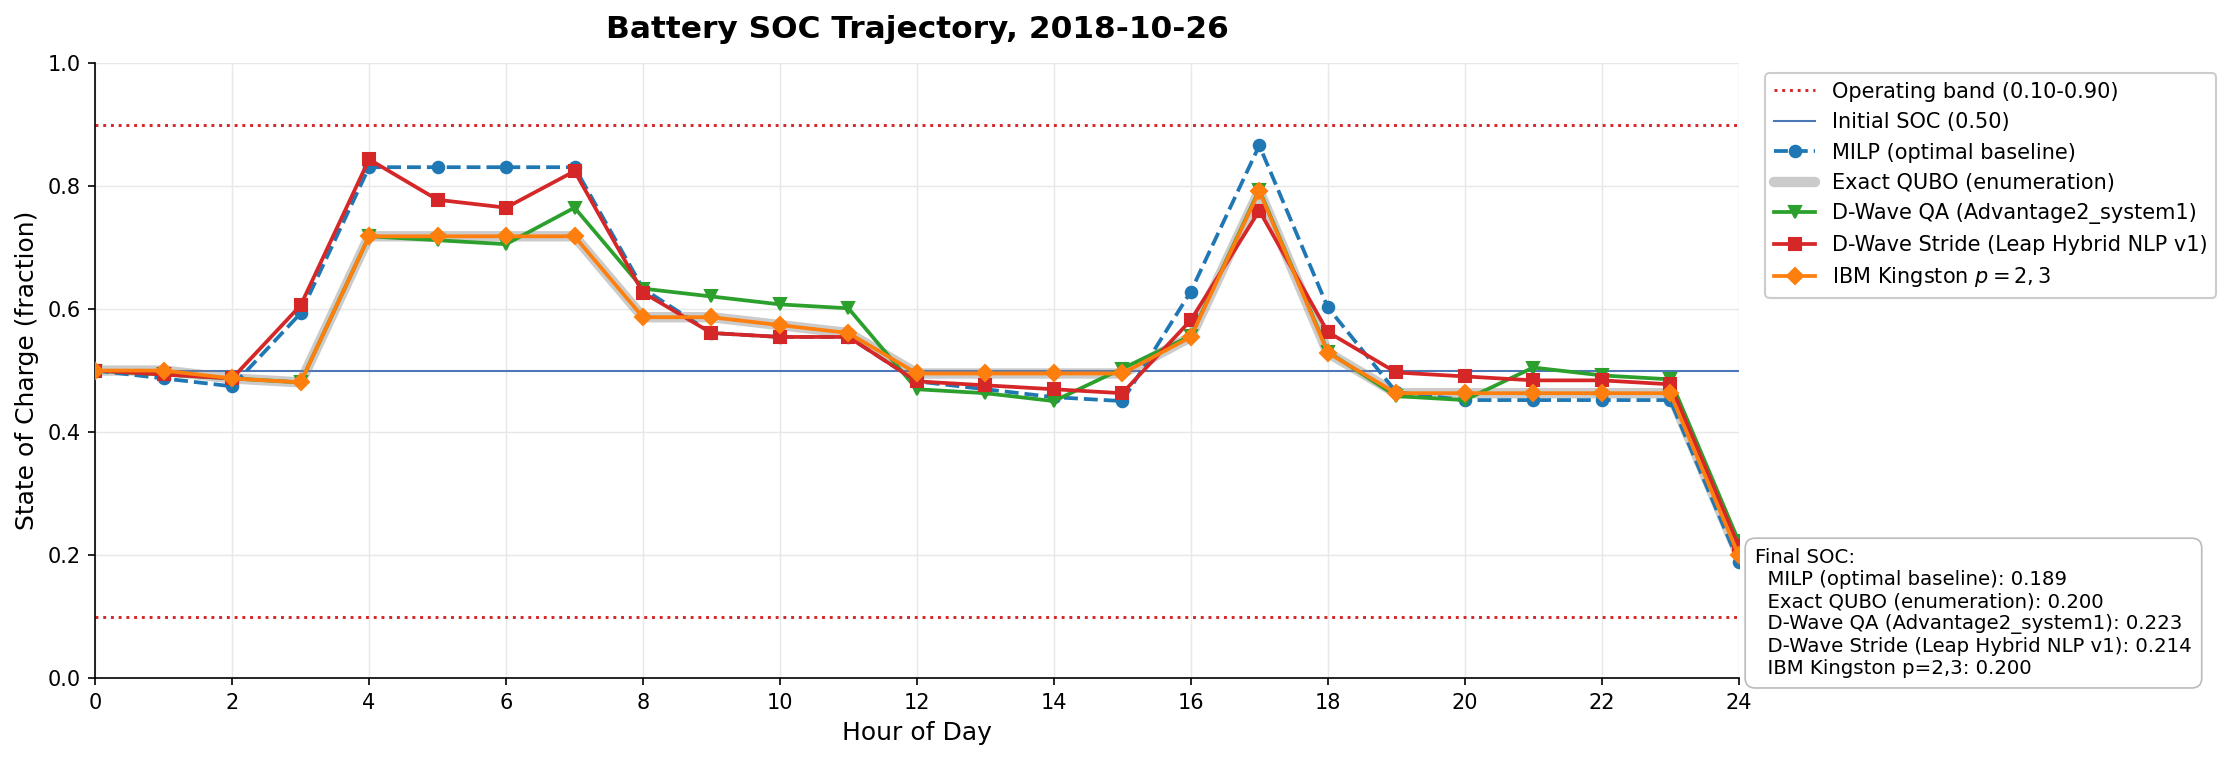 Battery SOC Trajectory, 2018-10-26
State of Charge (fraction)
1.0
0.8
0.6
0.4
0.2
0.0
0 2 4 6 8 10 12 14 16 18 20 22 24
Hour of Day
Operating band (0.10-0.90)
Initial SOC (0.50)
MILP (optimal baseline)
Exact QUBO (enumeration)
D-Wave QA (Advantage2_system1)
D-Wave Stride (Leap Hybrid NLP v1)
IBM Kingston p = 2, 3
Final SOC:
MILP (optimal baseline): 0.189
Exact QUBO (enumeration): 0.200
D-Wave QA (Advantage2_system1): 0.223
D-Wave Stride (Leap Hybrid NLP v1): 0.214
IBM Kingston p=2,3: 0.200